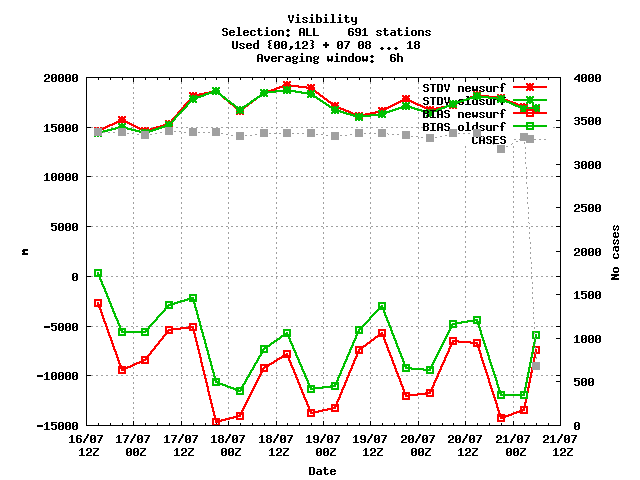 Visibility
Selection: ALL    691 stations
Used {00,12} + 07 08 ... 18
Averaging window:  6h
20000
15000
10000
5000
0
-5000
-10000
-15000
m
4000
3500
3000
2500
2000
1500
1000
500
0
No cases
STDV newsurf
STDV oldsurf
BIAS newsurf
BIAS oldsurf
CASES
16/07 17/07 17/07 18/07 18/07 19/07 19/07 20/07 20/07 21/07 21/07
12Z 00Z 12Z 00Z 12Z 00Z 12Z 00Z 12Z 00Z 12Z
Date